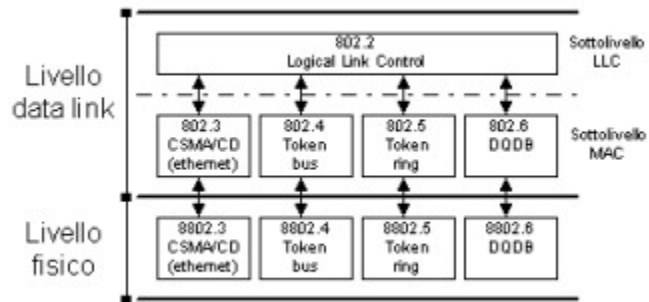 802.2
Logical Link Control
Sottolivello
LLC
Livello
data link
802.3
CSMA/CD
(ethernet)
802.4
Token
bus
802.5
Token
ring
802.6
DQDB
Sottolivello
MAC
Livello
fisico
8802.3
CSMA/CD
(ethernet)
8802.4
Token
bus
8802.5
Token
ring
8802.6
DQDB